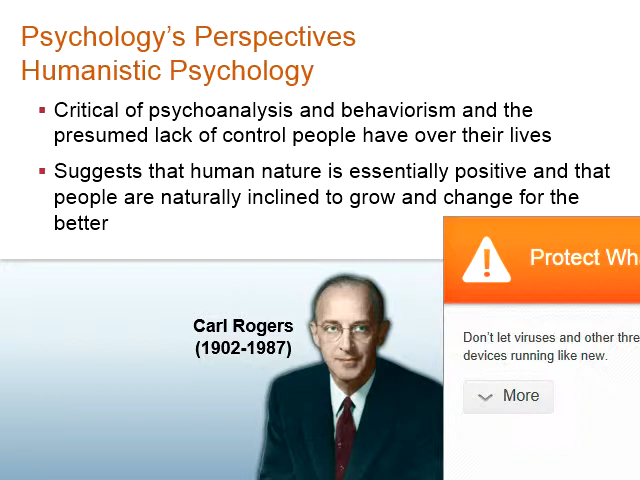 Psychology's Perspectives
Humanistic Psychology
Critical of psychoanalysis and behaviorism and the
presumed lack of control people have over their lives
Suggests that human nature is essentially positive and that
people are naturally inclined to grow and change for the
better
Carl Rogers
(1902-1987)
Protect Wha
Don't let viruses and other thre
devices running like new.
More